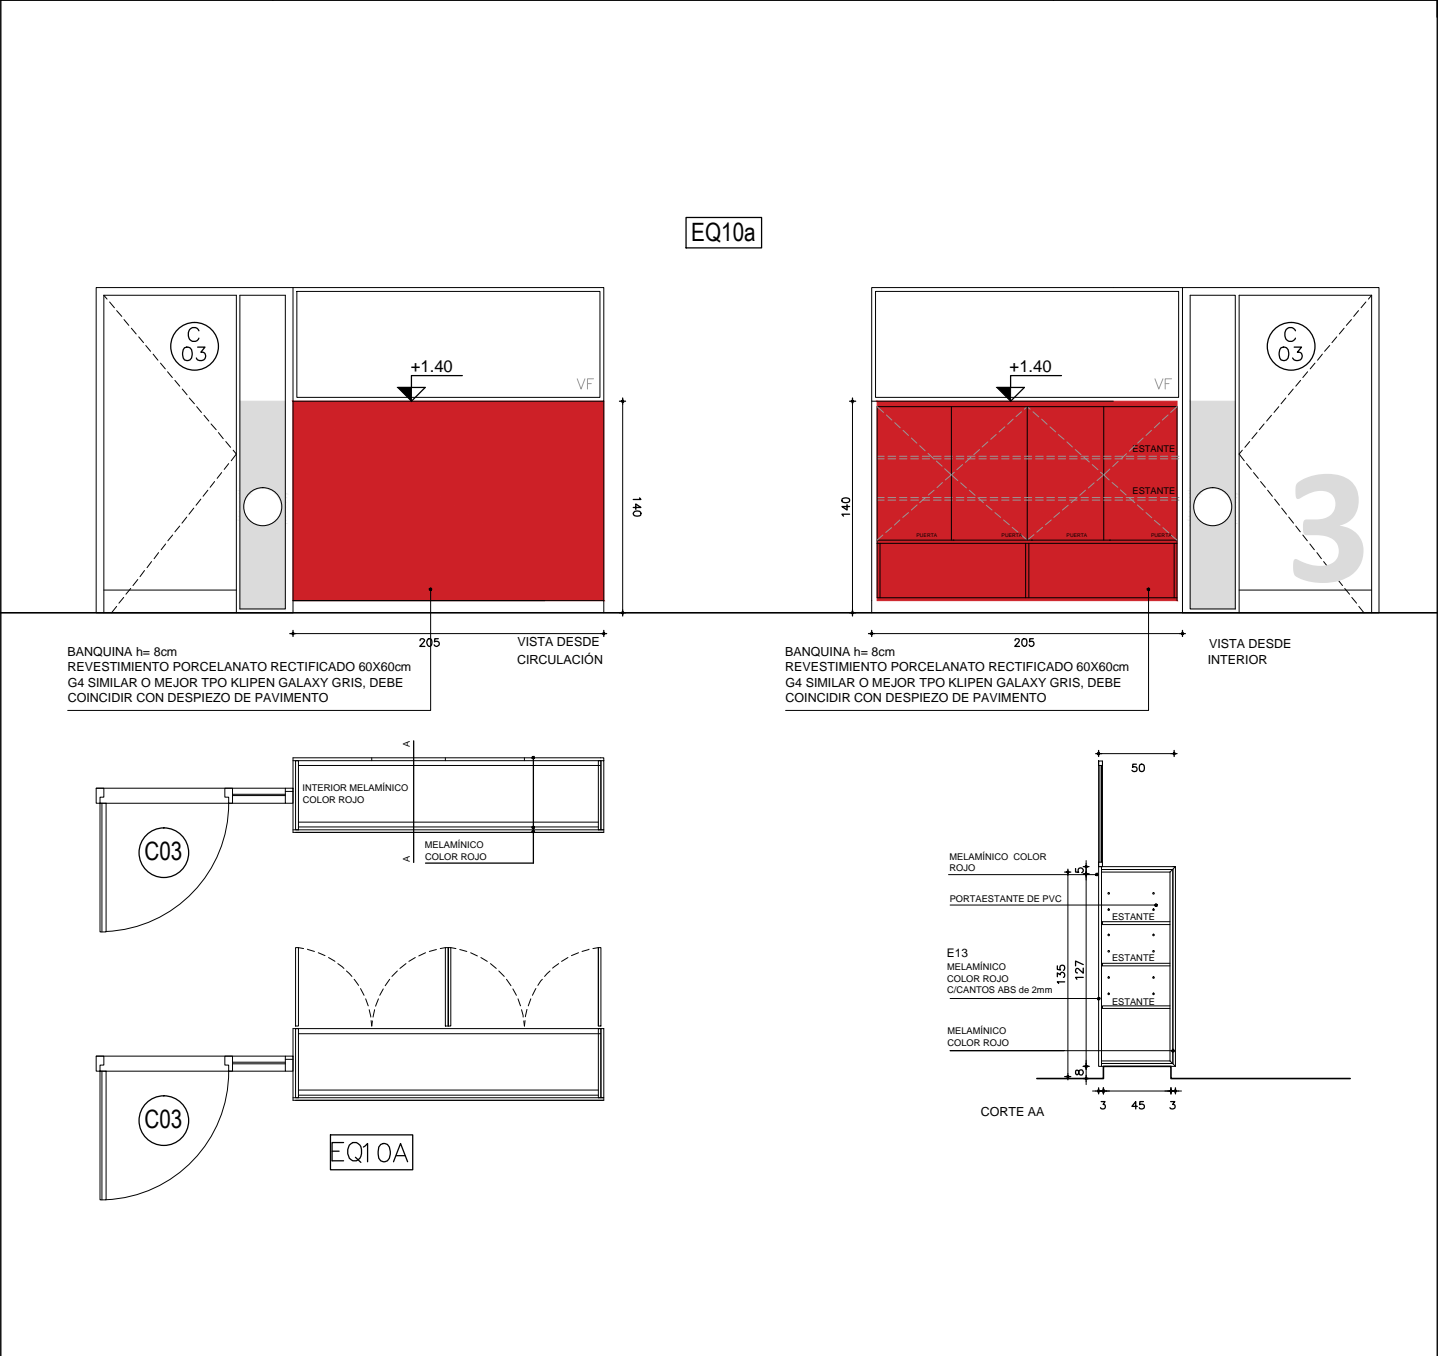 EQ10a
C
03
+1.40
VF
140
205
VISTA DESDE
CIRCULACIÓN
BANQUINA h= 8cm
REVESTIMIENTO PORCELANATO RECTIFICADO 60X60cm
G4 SIMILAR O MEJOR TPO KLIPEN GALAXY GRIS, DEBE
COINCIDIR CON DESPIEZO DE PAVIMENTO
+1.40
VF
C
03
ESTANTE
ESTANTE
140
PUERTA
PUERTA
PUERTA
PUERTA
3
205
VISTA DESDE
INTERIOR
BANQUINA h= 8cm
REVESTIMIENTO PORCELANATO RECTIFICADO 60X60cm
G4 SIMILAR O MEJOR TPO KLIPEN GALAXY GRIS, DEBE
COINCIDIR CON DESPIEZO DE PAVIMENTO
A
INTERIOR MELAMÍNICO
COLOR ROJO
C03
MELAMÍNICO
COLOR ROJO
A
C03
EQ10A
50
MELAMÍNICO COLOR
ROJO
5
PORTAESTANTE DE PVC
ESTANTE
E13
MELAMÍNICO
COLOR ROJO
C/CANTOS ABS de 2mm
135
127
ESTANTE
ESTANTE
MELAMÍNICO
COLOR ROJO
8
3
45
3
CORTE AA